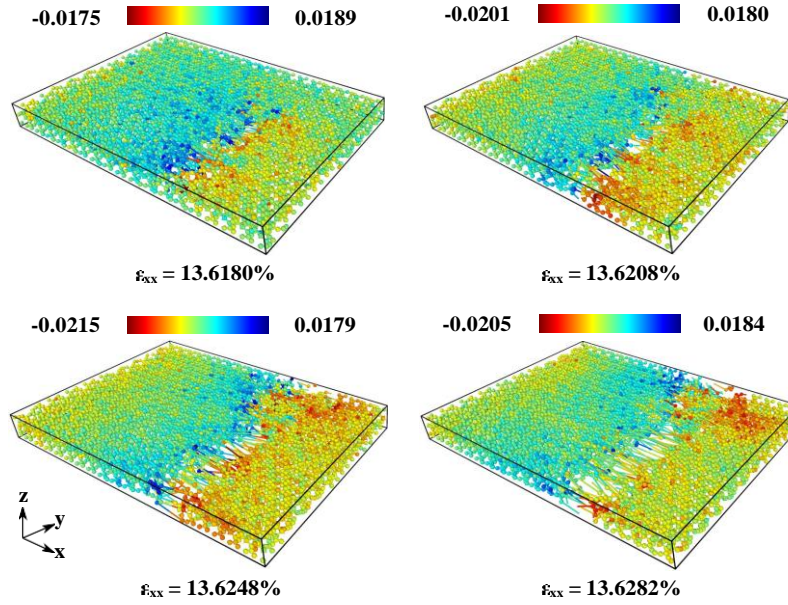 -0.0175 0.0189
-0.0201 0.0180
εxx = 13.6180%
εxx = 13.6208%
-0.0215 0.0179
-0.0205 0.0184
z
y
x
εxx = 13.6248%
εxx = 13.6282%